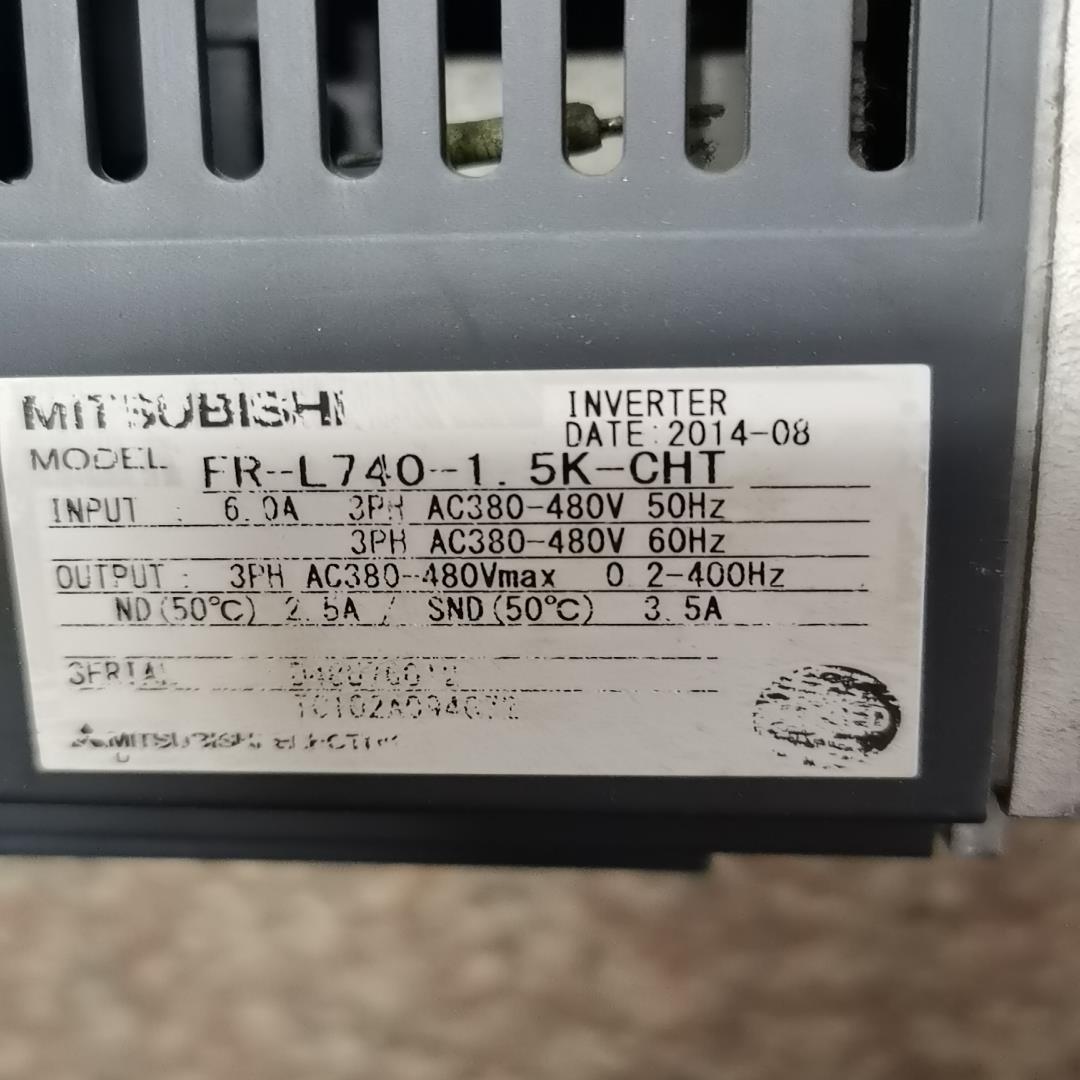 MITSUBISHI
INVERTER
DATE:2014-08
MODEL FR-L740-1.5K-CHT
INPUT : 6.0A 3PH AC380-480V 50Hz
3PH AC380-480V 60Hz
OUTPUT : 3PH AC380-480Vmax 0.2-400Hz
ND(50℃) 2.5A / SND(50℃) 3.5A
SERIAL
MITSUBISHI ELECTRIC